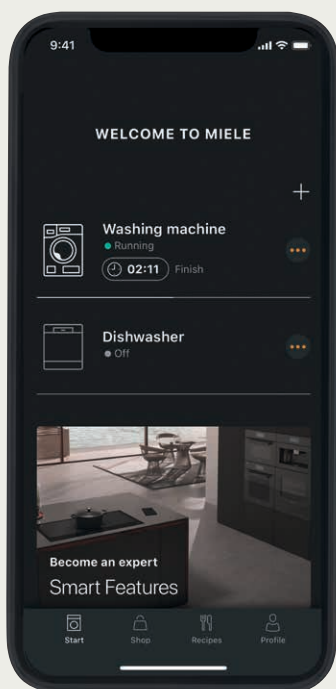 9:41
WELCOME TO MIELE
Washing machine
Running
02:11 Finish
Dishwasher
Off
Become an expert
Smart Features
Start Shop Recipes Profile